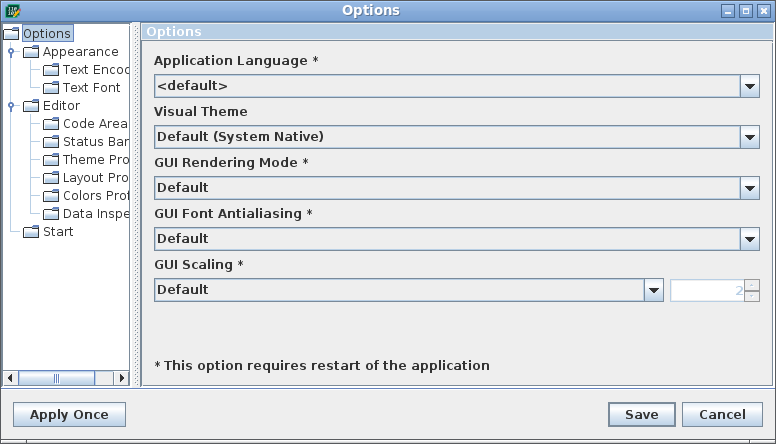 Options
Options
Appearance
Text Encod
Text Font
Editor
Code Area
Status Bar
Theme Pro
Layout Pro
Colors Prof
Data Inspe
Start
Options
Application Language *
<default>
Visual Theme
Default (System Native)
GUI Rendering Mode *
Default
GUI Font Antialiasing *
Default
GUI Scaling *
Default 2
* This option requires restart of the application
Apply Once Save Cancel